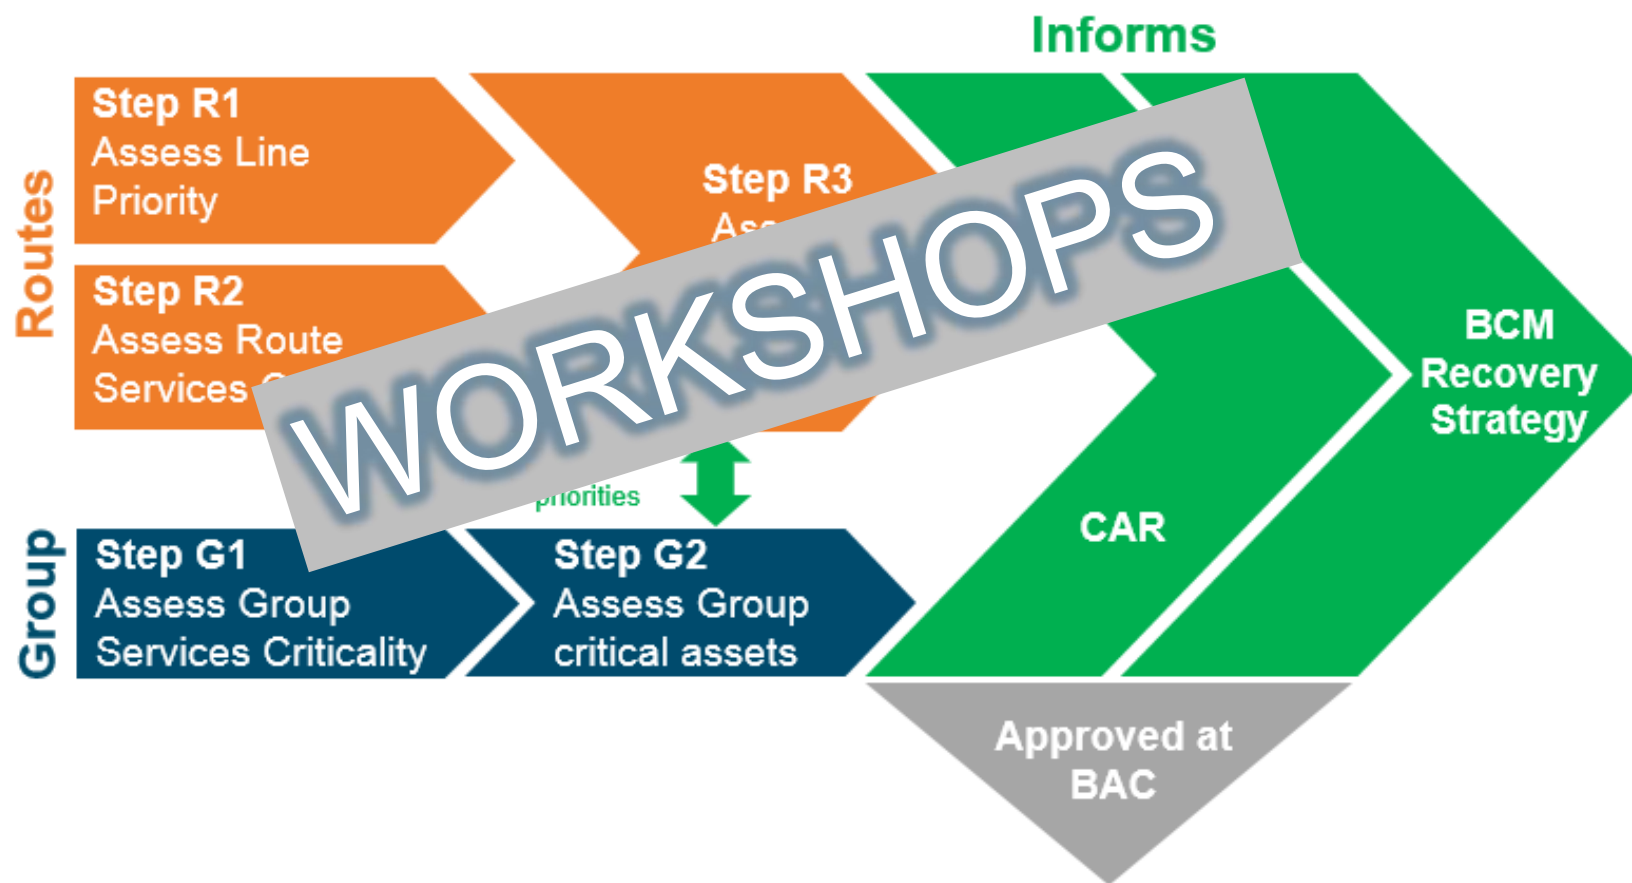 Informs
Routes
Step R1
Assess Line
Priority
Step R2
Assess Route
Services
Step R3
WORKSHOPS
priorities
Group
Step G1
Assess Group
Services Criticality
Step G2
Assess Group
critical assets
CAR
BCM
Recovery
Strategy
Approved at
BAC